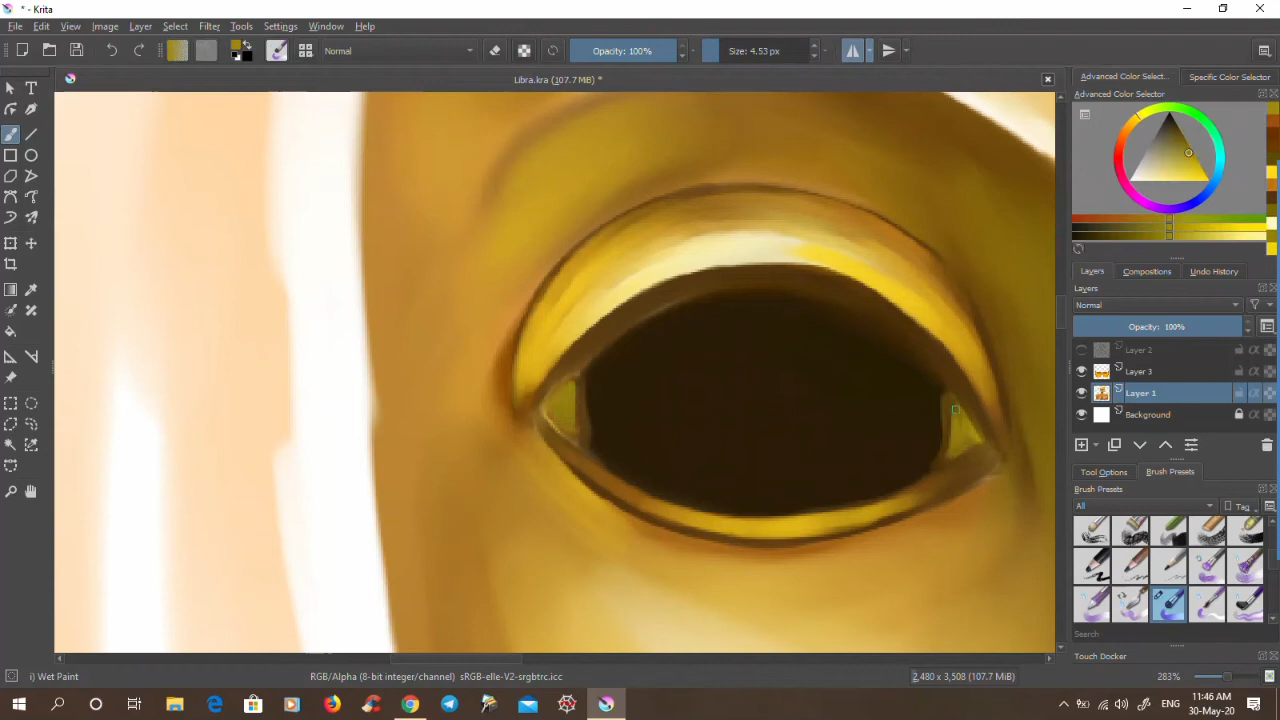 * - Krita
File Edit View Image Layer Select Filter Tools Settings Window Help
Normal Opacity: 100% Size: 4.53 px
Libra.kra (107.7 MiB) *
Advanced Color Select... Specific Color Selector
Advanced Color Selector
Layers Compositions Undo History
Layers
Normal
Opacity: 100%
Layer 2
Layer 3
Layer 1
Background
Tool Options Brush Presets
Brush Presets
All Tag
Search
Touch Docker
i) Wet Paint RGB/Alpha (8-bit integer/channel) sRGB-elle-V2-srgbtrc.icc 2,480 x 3,508 (107.7 MiB) 283%
ENG 11:46 AM
30-May-20